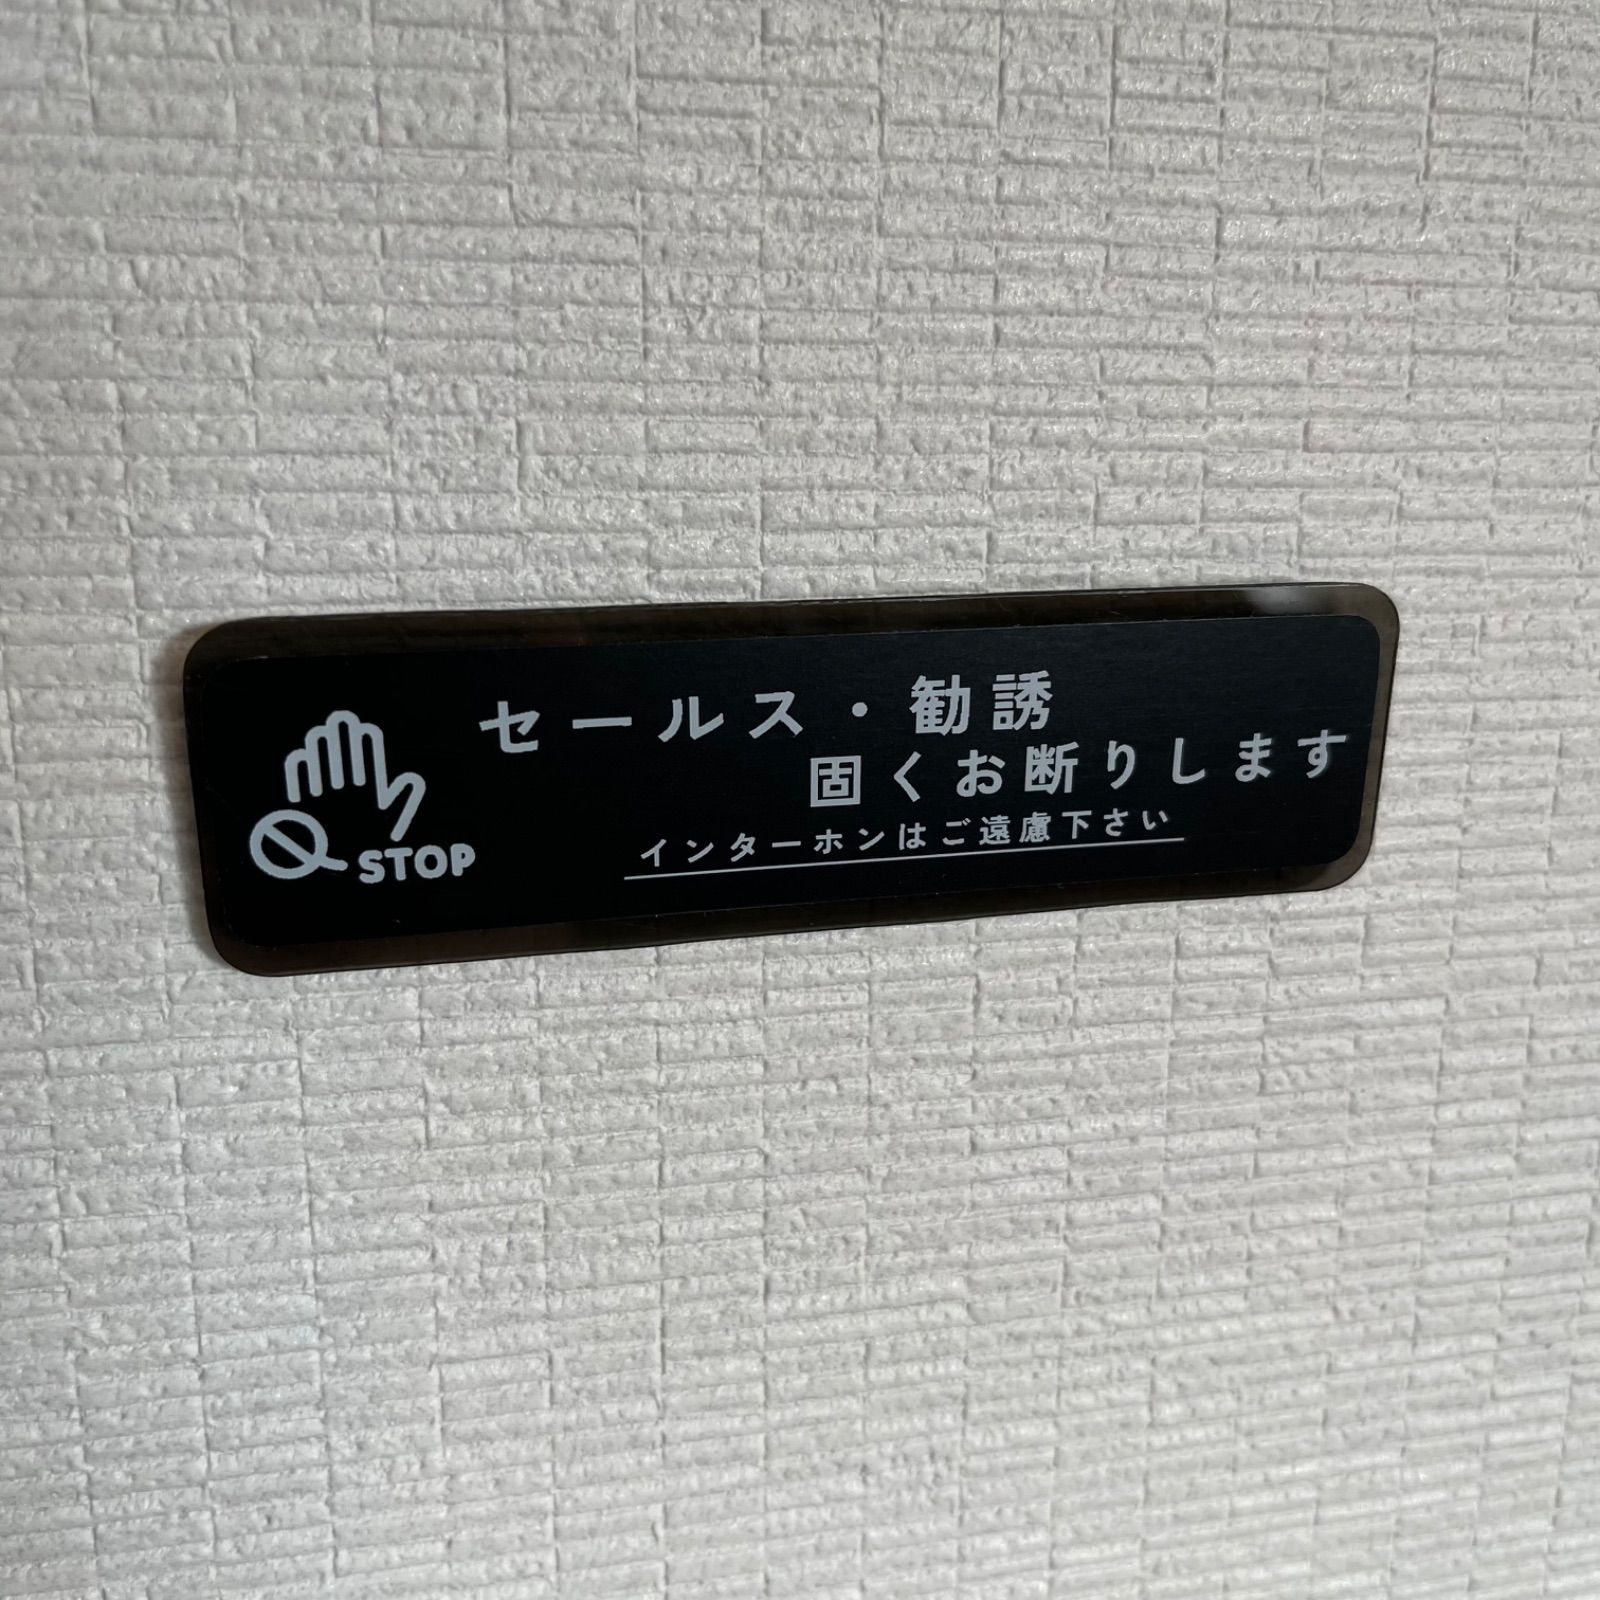 セールス・勧誘
固くお断りします
インターホンはご遠慮下さい
STOP